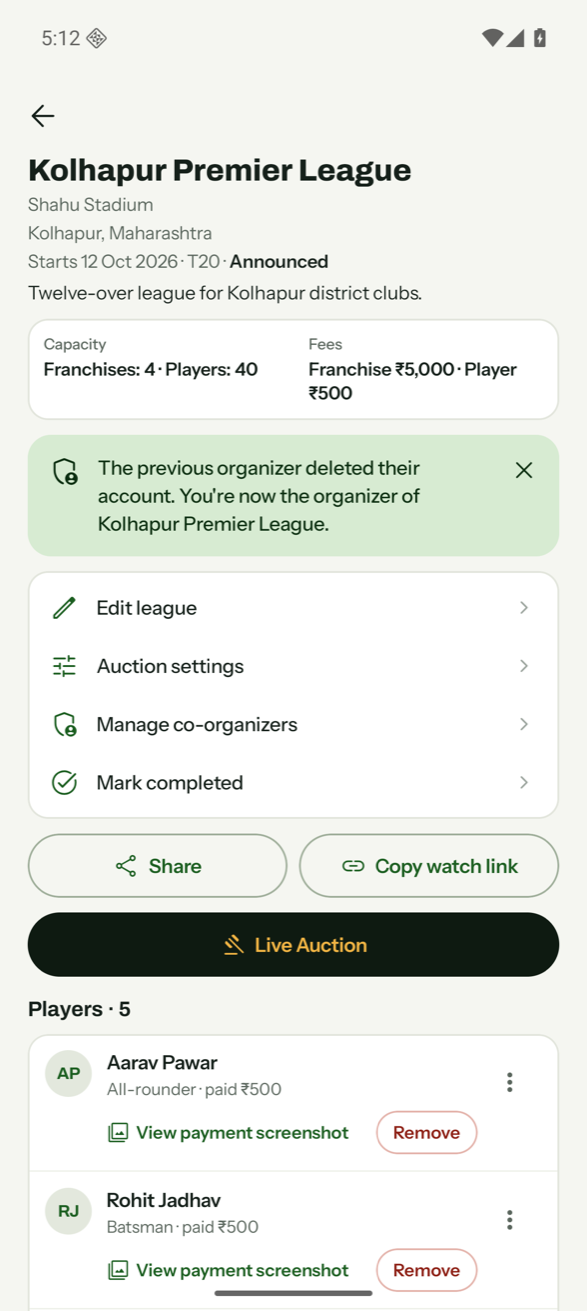 5:12
Kolhapur Premier League
Shahu Stadium
Kolhapur, Maharashtra
Starts 12 Oct 2026 · T20 · Announced
Twelve-over league for Kolhapur district clubs.
Capacity
Franchises: 4 · Players: 40
Fees
Franchise ₹5,000 · Player
₹500
The previous organizer deleted their
account. You're now the organizer of
Kolhapur Premier League.
Edit league
Auction settings
Manage co-organizers
Mark completed
Share
Copy watch link
Live Auction
Players · 5
AP
Aarav Pawar
All-rounder · paid ₹500
View payment screenshot
Remove
RJ
Rohit Jadhav
Batsman · paid ₹500
View payment screenshot
Remove